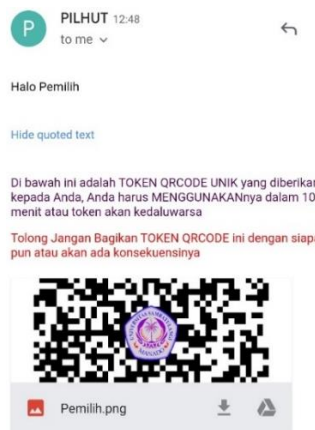 P
PILHUT 12:48
to me
Halo Pemilih
Hide quoted text
Di bawah ini adalah TOKEN QRCODE UNIK yang diberikan
kepada Anda, Anda harus MENGGUNAKANnya dalam 10
menit atau token akan kedaluwarsa
Tolong Jangan Bagikan TOKEN QRCODE ini dengan siapa
pun atau akan ada konsekuensinya
Pemilih.png